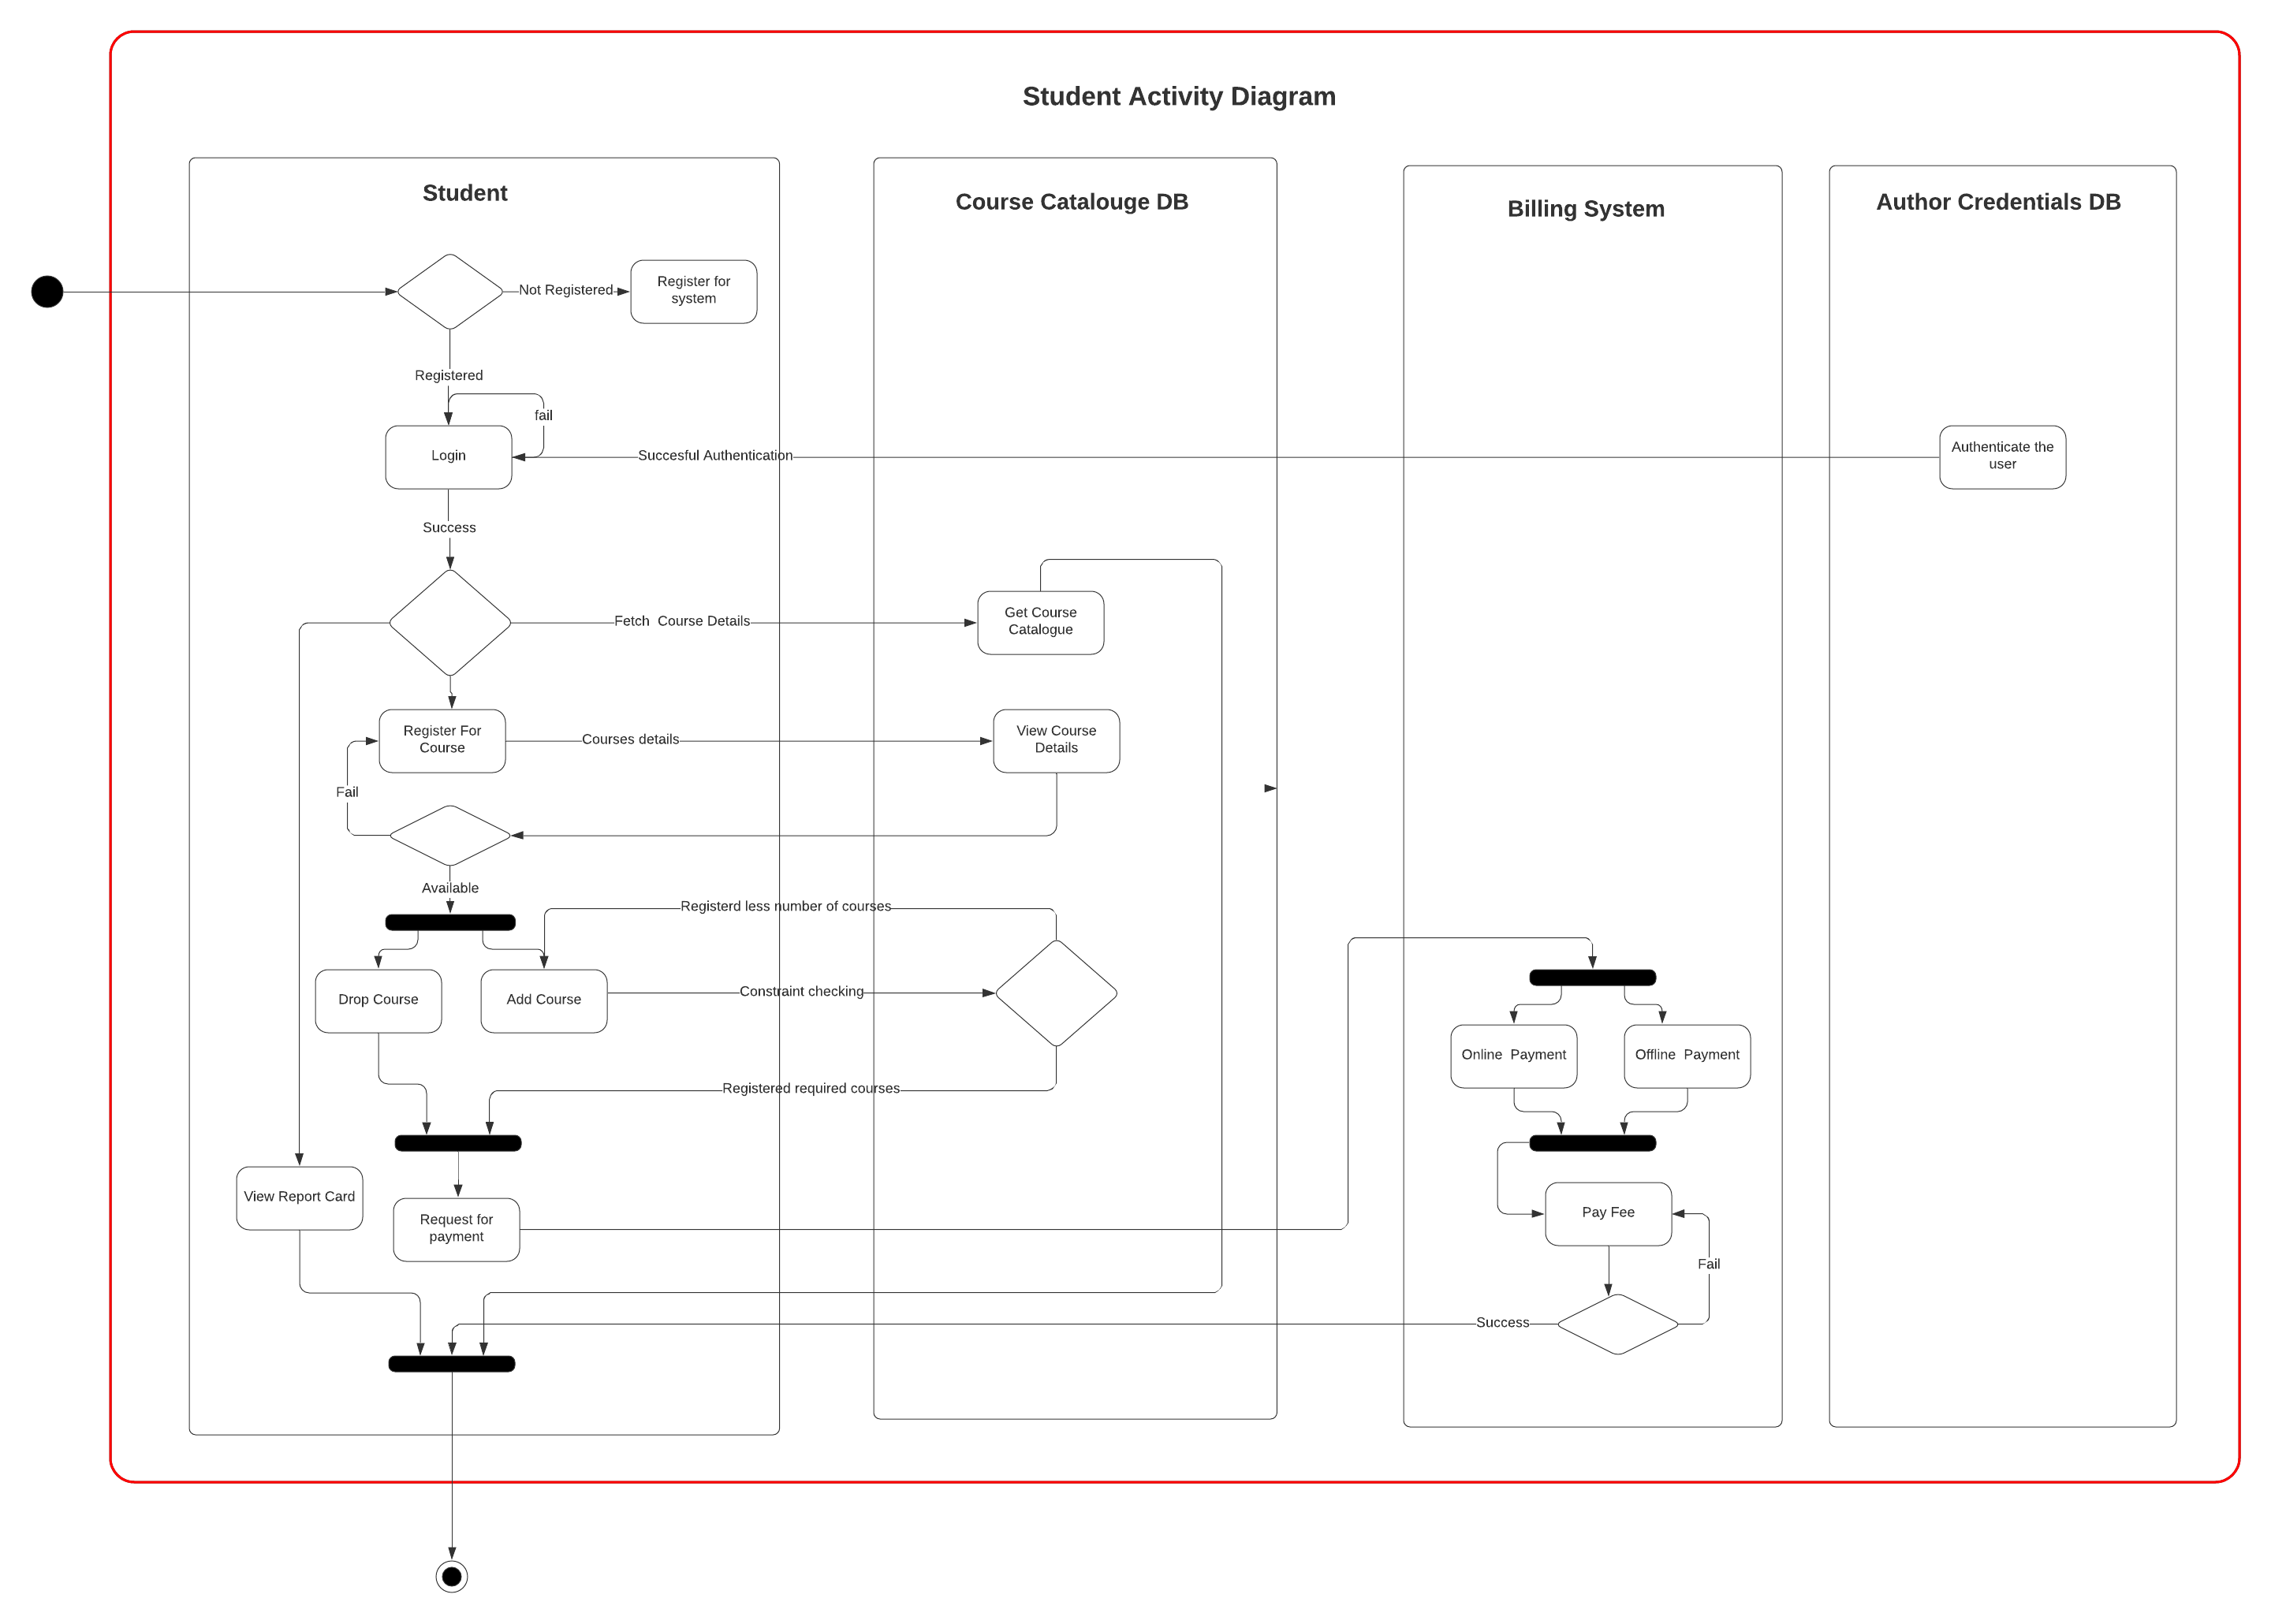 Student Activity Diagram
Student
Course Catalouge DB
Billing System
Author Credentials DB
Not Registered
Register for
system
Registered
fail
Login
Succesful Authentication
Authenticate the
user
Success
Fetch  Course Details
Get Course
Catalogue
Register For
Course
Courses details
View Course
Details
Fail
Available
Registerd less number of courses
Drop Course
Add Course
Constraint checking
Online  Payment
Offline  Payment
Registered required courses
View Report Card
Request for
payment
Pay Fee
Fail
Success